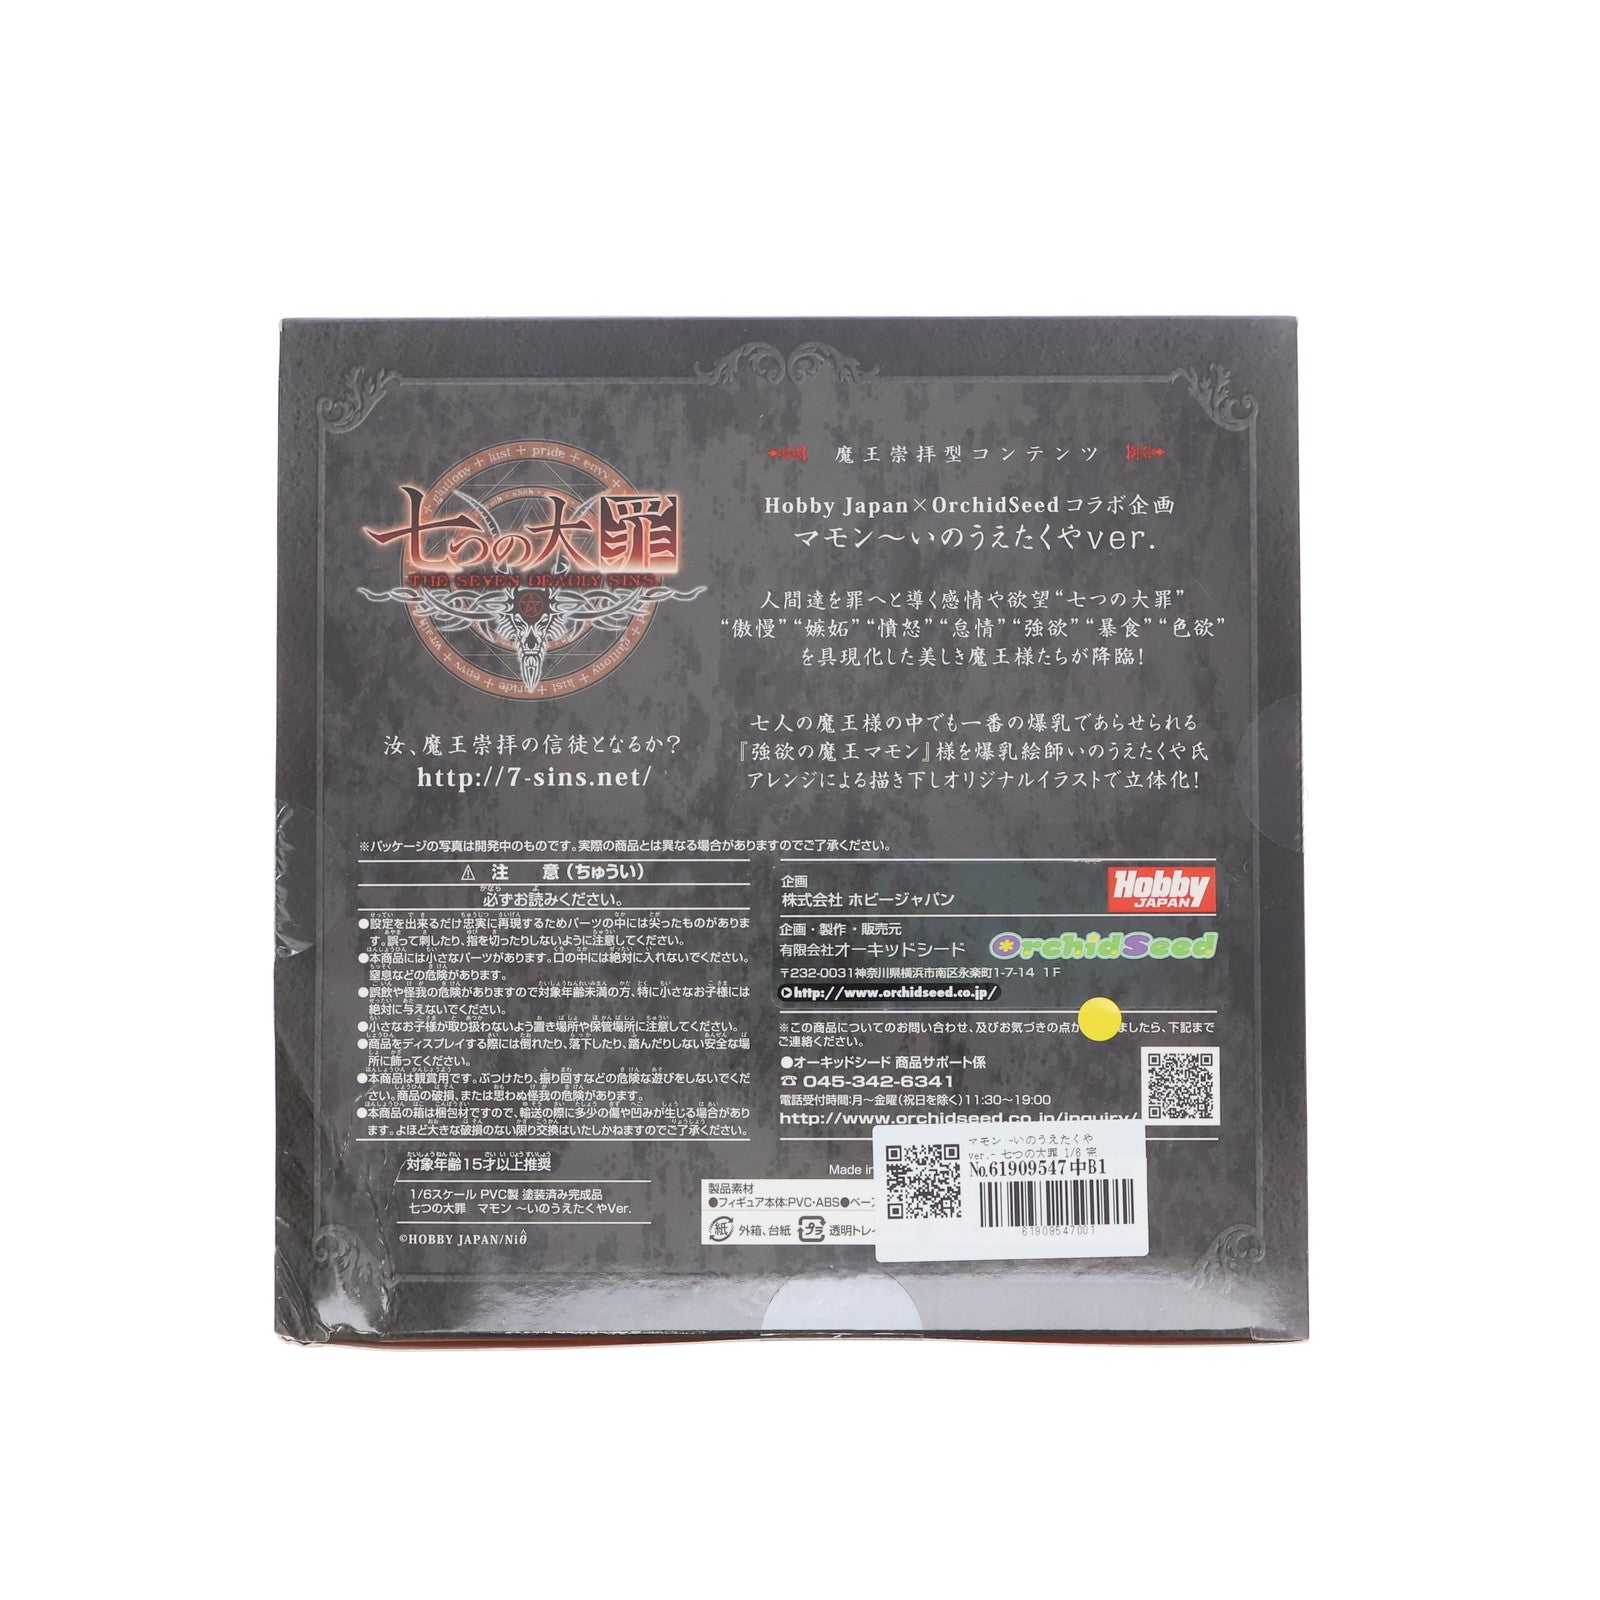 七つの大罪
THE SEVEN DEADLY SINS
gluttony + lust + pride + envy
汝、魔王崇拝の信徒となるか?
http://7-sins.net/
魔王崇拝型コンテンツ
Hobby Japan×OrchidSeed コラボ企画
マモン～いのうえたくやver.
人間達を罪へと導く感情や欲望“七つの大罪”
“傲慢”“嫉妬”“憤怒”“怠惰”“強欲”“暴食”“色欲”
を具現化した美しき魔王様たちが降臨!
七人の魔王様の中でも一番の爆乳であらせられる
『強欲の魔王マモン』様を爆乳絵師いのうえたくや氏
アレンジによる描き下しオリジナルイラストで立体化!
※パッケージの写真は開発中のものです。実際の商品とは異なる場合がありますのでご了承ください。
⚠ 注 意(ちゅうい)
必ずお読みください。
●設定を出来るだけ忠実に再現するためパーツの中には尖ったものがありま
す。誤って刺したり、指を切ったりしないように注意してください。
●本商品には小さなパーツがあります。口の中には絶対に入れないでください。
窒息などの危険があります。
●誤飲や怪我の危険がありますので対象年齢未満の方、特に小さなお子様には
絶対に与えないでください。
●小さなお子様が取り扱わないよう置き場所や保管場所に注意してください。
●商品をディスプレイする際には倒れたり、落下したり、踏んだりしない安全な場
所に飾ってください。
●本商品は観賞用です。ぶつけたり、振り回すなどの危険な遊びをしないでくだ
さい。商品の破損、または思わぬ怪我の危険があります。
●本商品の箱は梱包材ですので、輸送の際に多少の傷や凹みが生じる場合があり
ます。よほど大きな破損のない限り交換はいたしかねますのでご了承ください。
対象年齢15才以上推奨
1/6スケール PVC製 塗装済み完成品
七つの大罪 マモン ～いのうえたくやVer.
©HOBBY JAPAN/Niθ
企画
株式会社 ホビージャパン
Hobby
JAPAN
企画・製作・販売元
有限会社オーキッドシード
OrchidSeed
〒232-0031神奈川県横浜市南区永楽町1-7-14 1F
http://www.orchidseed.co.jp/
※この商品についてのお問い合わせ、及びお気づきの点が ましたら、下記まで
ご連絡ください。
●オーキッドシード 商品サポート係
☎ 045-342-6341
電話受付時間:月～金曜(祝日を除く)11:30～19:00
http://www.orchidseed.co.jp/inquiry/
Made in
製品素材
●フィギュア本体:PVC・ABS●ベース
紙 外箱、台紙 プラ 透明トレ
マモン -いのうえたくや
ver.- 七つの大罪 1/6 完
No.61909547中B1
61909547001